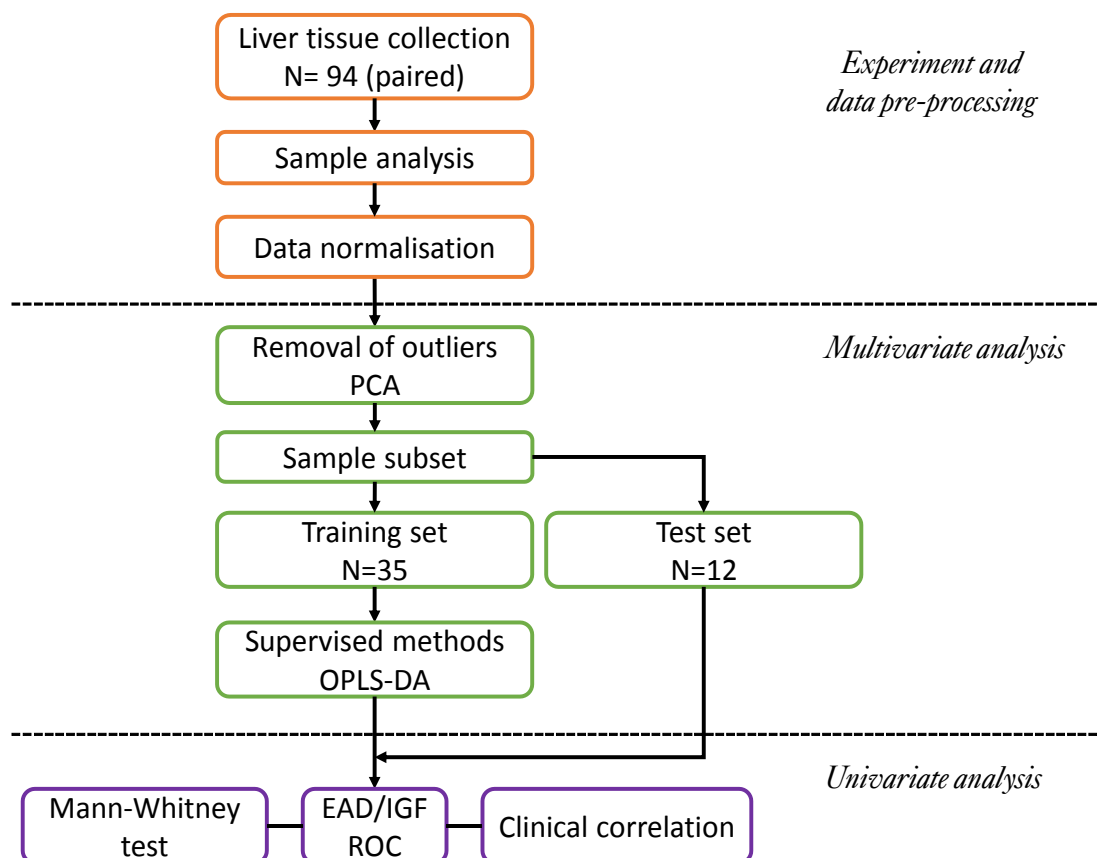 Liver tissue collection
N= 94 (paired)
Experiment and
data pre-processing
Sample analysis
Data normalisation
Removal of outliers
PCA
Multivariate analysis
Sample subset
Training set
N=35
Test set
N=12
Supervised methods
OPLS-DA
Univariate analysis
Mann-Whitney
test
EAD/IGF
ROC
Clinical correlation